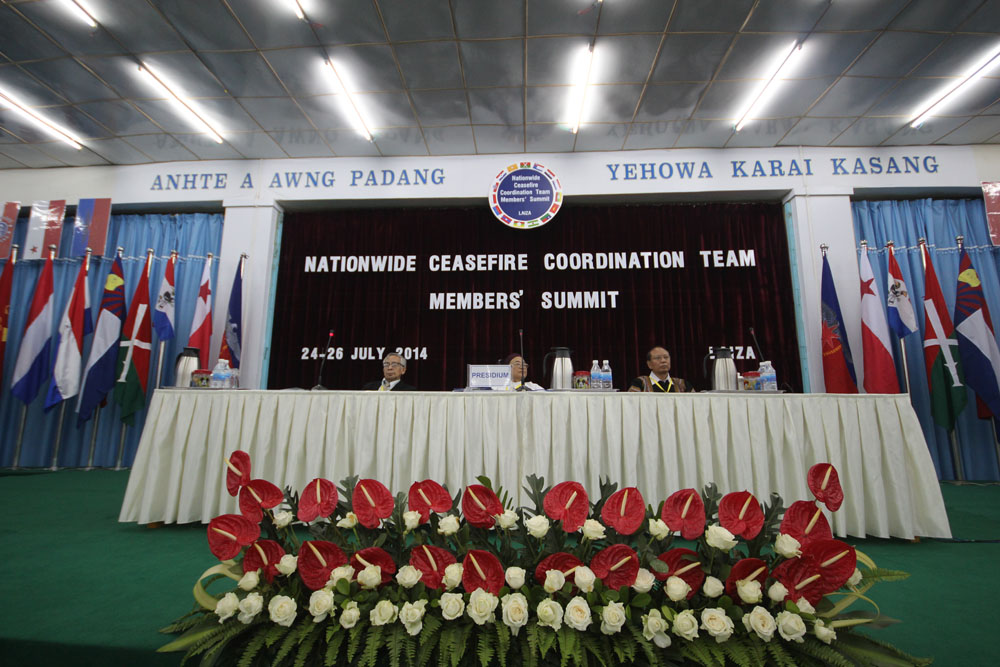 ANHTE A AWNG PADANG
YEHOWA KARAI KASANG
Nationwide
Ceasefire
Coordination Team
Members' Summit
LAIZA
NATIONWIDE CEASEFIRE COORDINATION TEAM
MEMBERS' SUMMIT
24-26 JULY 2014
PRESIDIUM